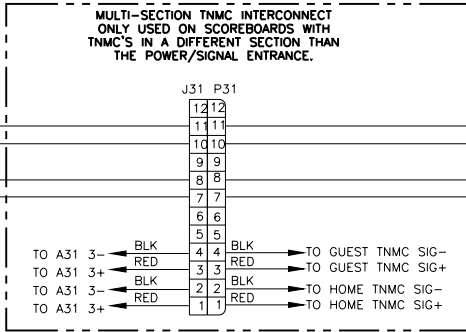 MULTI-SECTION TNMC INTERCONNECT
ONLY USED ON SCOREBOARDS WITH
TNMC'S IN A DIFFERENT SECTION THAN
THE POWER/SIGNAL ENTRANCE.
J31 P31
12 12
11 11
10 10
9 9
8 8
7 7
6 6
5 5
TO A31 3- BLK 4 4 BLK TO GUEST TNMC SIG-
TO A31 3+ RED 3 3 RED TO GUEST TNMC SIG+
TO A31 3- BLK 2 2 BLK TO HOME TNMC SIG-
TO A31 3+ RED 1 1 RED TO HOME TNMC SIG+